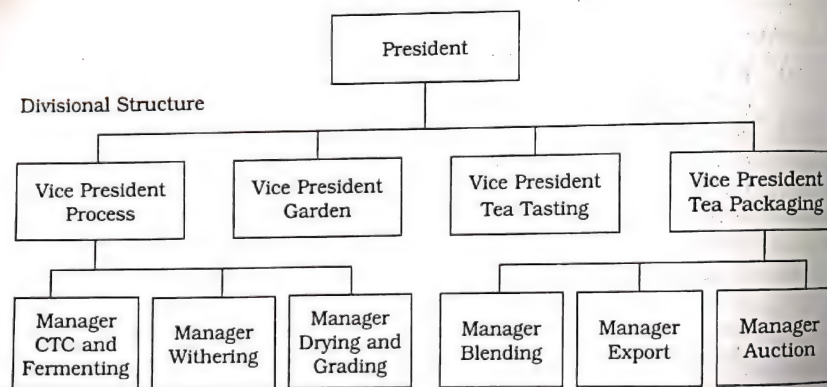 President
Divisional Structure
Vice President
Process
Vice President
Garden
Vice President
Tea Tasting
Vice President
Tea Packaging
Manager
CTC and
Fermenting
Manager
Withering
Manager
Drying and
Grading
Manager
Blending
Manager
Export
Manager
Auction